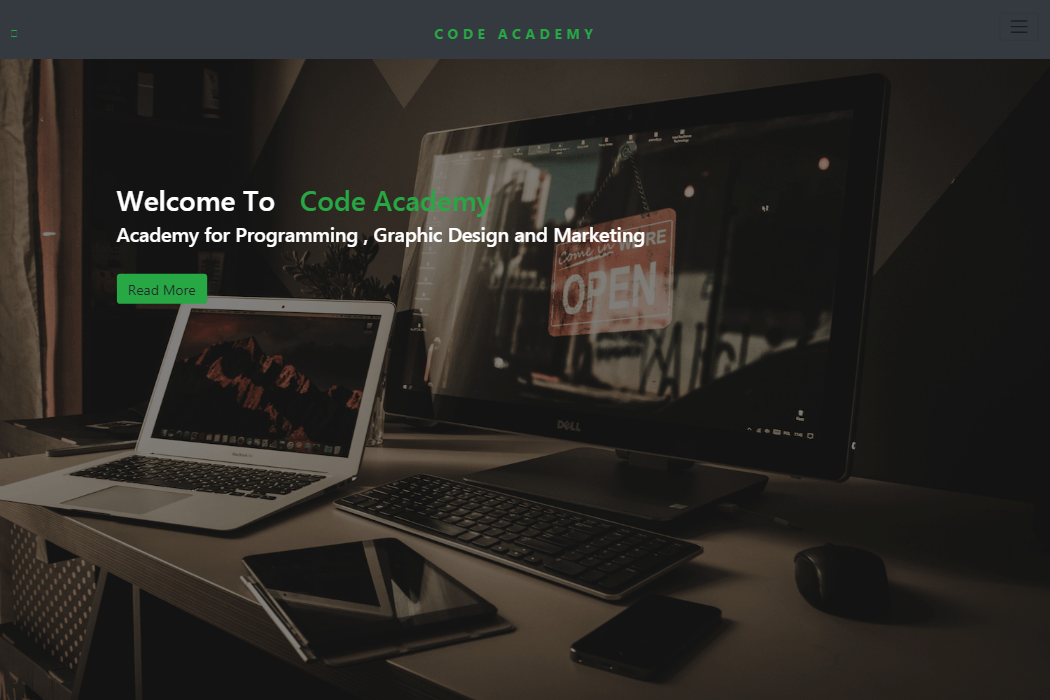 CODE ACADEMY
Welcome To Code Academy
Academy for Programming , Graphic Design and Marketing
Read More
Come in WE'RE
OPEN
DELL